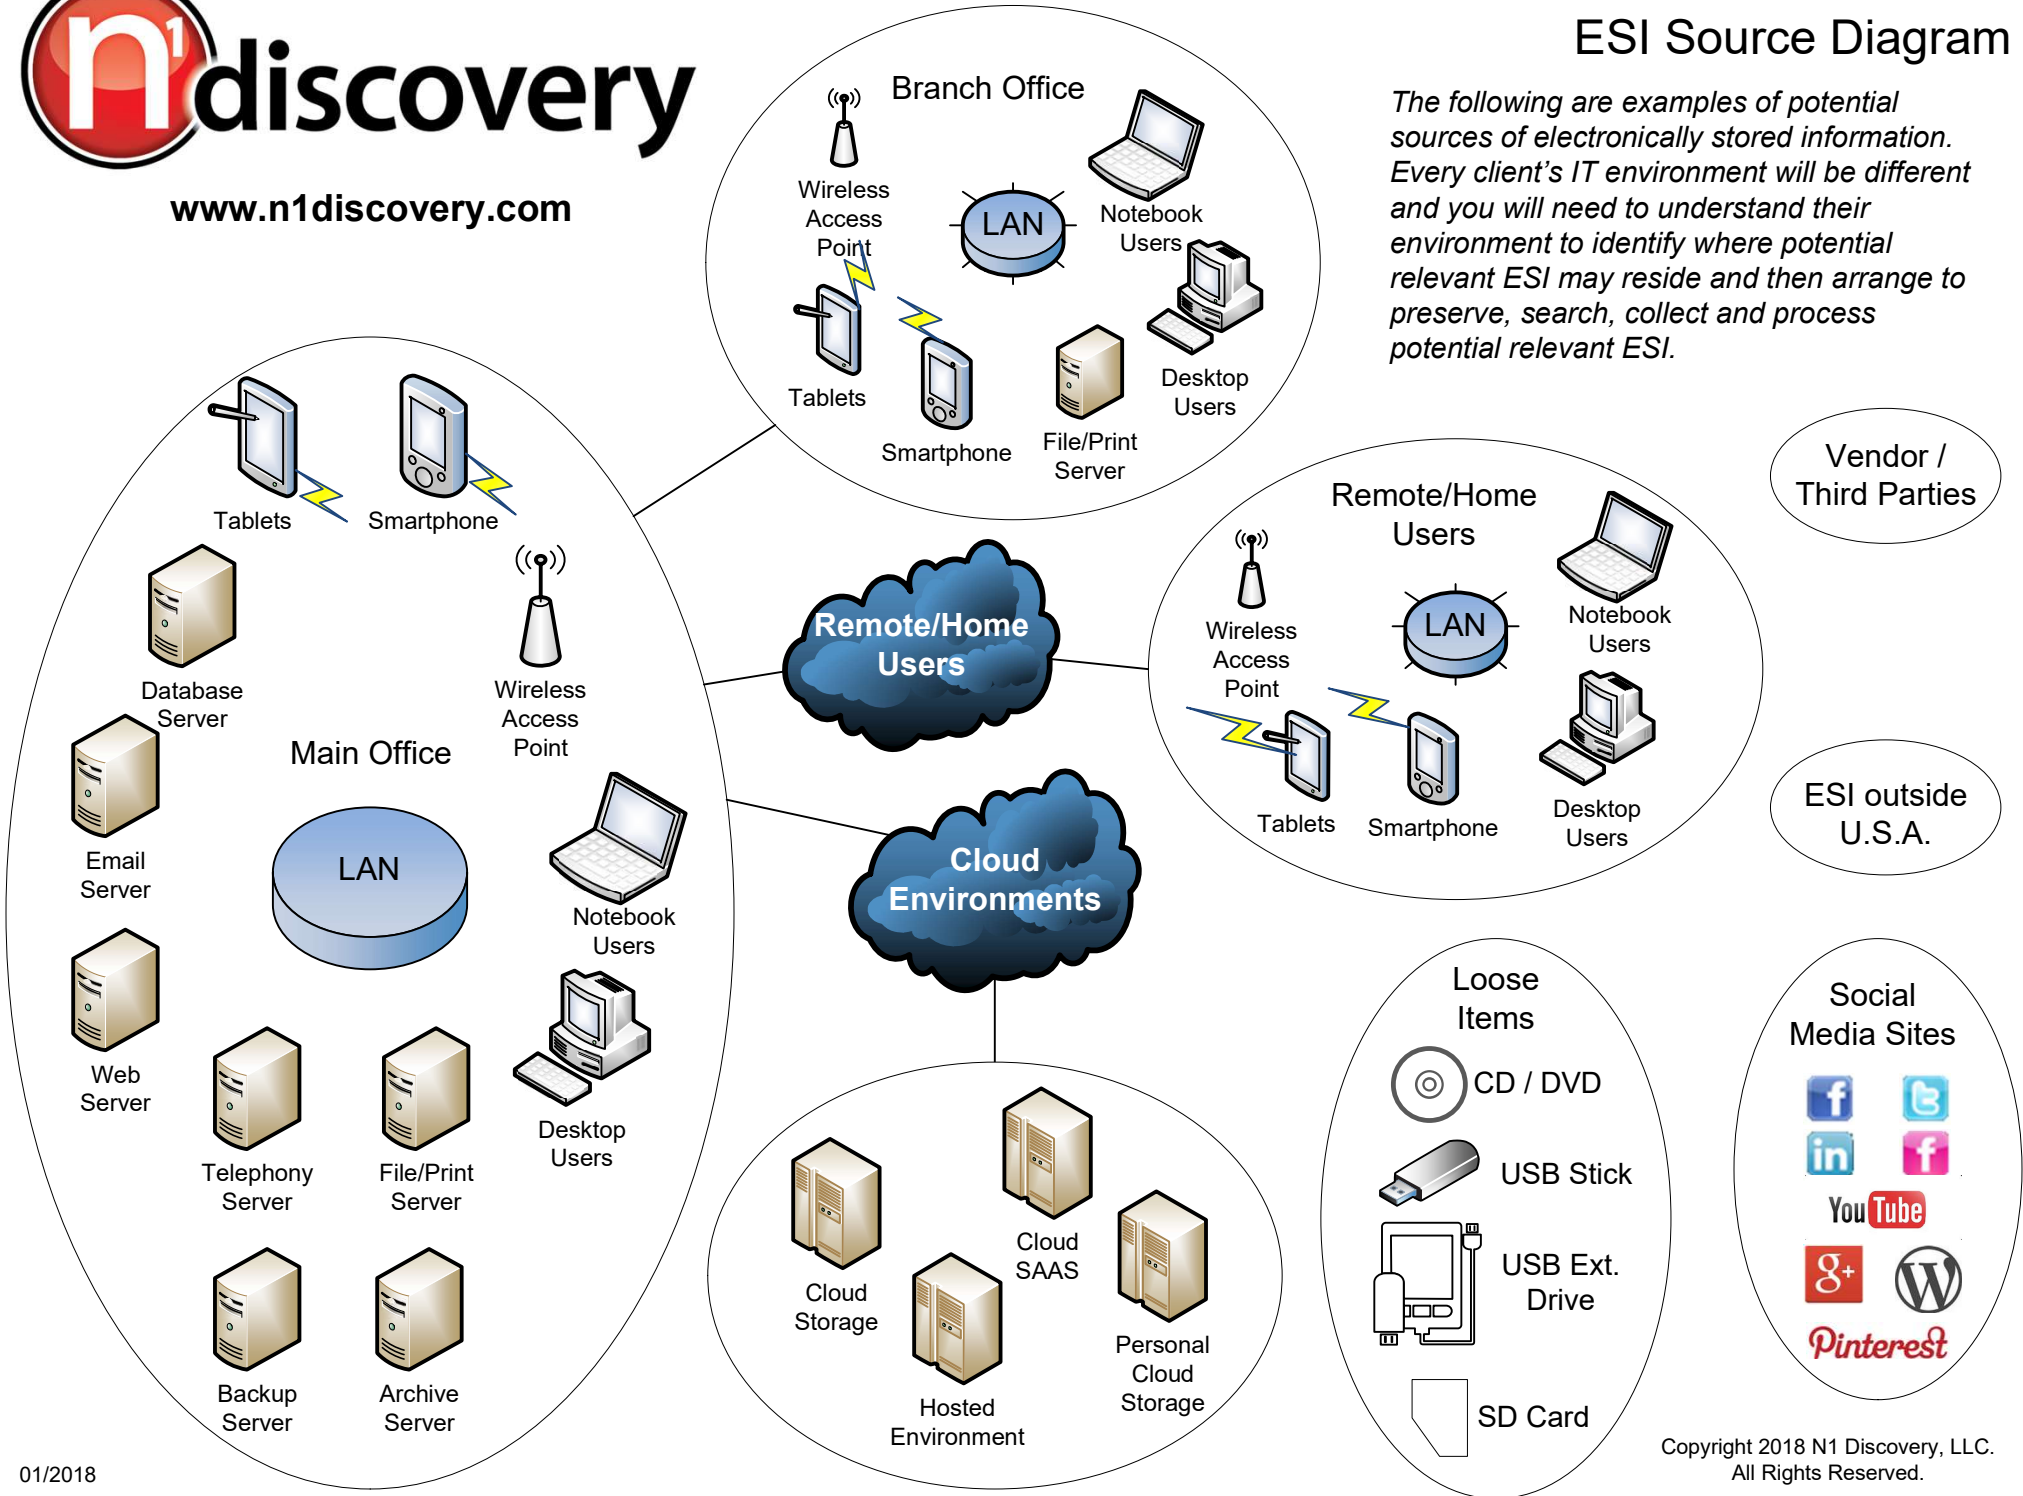 n1discovery
www.n1discovery.com
ESI Source Diagram
The following are examples of potential
sources of electronically stored information.
Every client's IT environment will be different
and you will need to understand their
environment to identify where potential
relevant ESI may reside and then arrange to
preserve, search, collect and process
potential relevant ESI.
Branch Office
Wireless
Access
Point
LAN
Notebook
Users
Tablets
Smartphone
File/Print
Server
Desktop
Users
Vendor /
Third Parties
Remote/Home
Users
Wireless
Access
Point
LAN
Notebook
Users
Tablets
Smartphone
Desktop
Users
ESI outside
U.S.A.
Remote/Home
Users
Cloud
Environments
Tablets
Smartphone
Database
Server
Wireless
Access
Point
Main Office
Email
Server
LAN
Notebook
Users
Web
Server
Telephony
Server
File/Print
Server
Desktop
Users
Backup
Server
Archive
Server
Cloud
Storage
Cloud
SAAS
Hosted
Environment
Personal
Cloud
Storage
Loose
Items
CD / DVD
USB Stick
USB Ext.
Drive
SD Card
Social
Media Sites
f
t
in
f
YouTube
g+
W
Pinterest
01/2018
Copyright 2018 N1 Discovery, LLC.
All Rights Reserved.